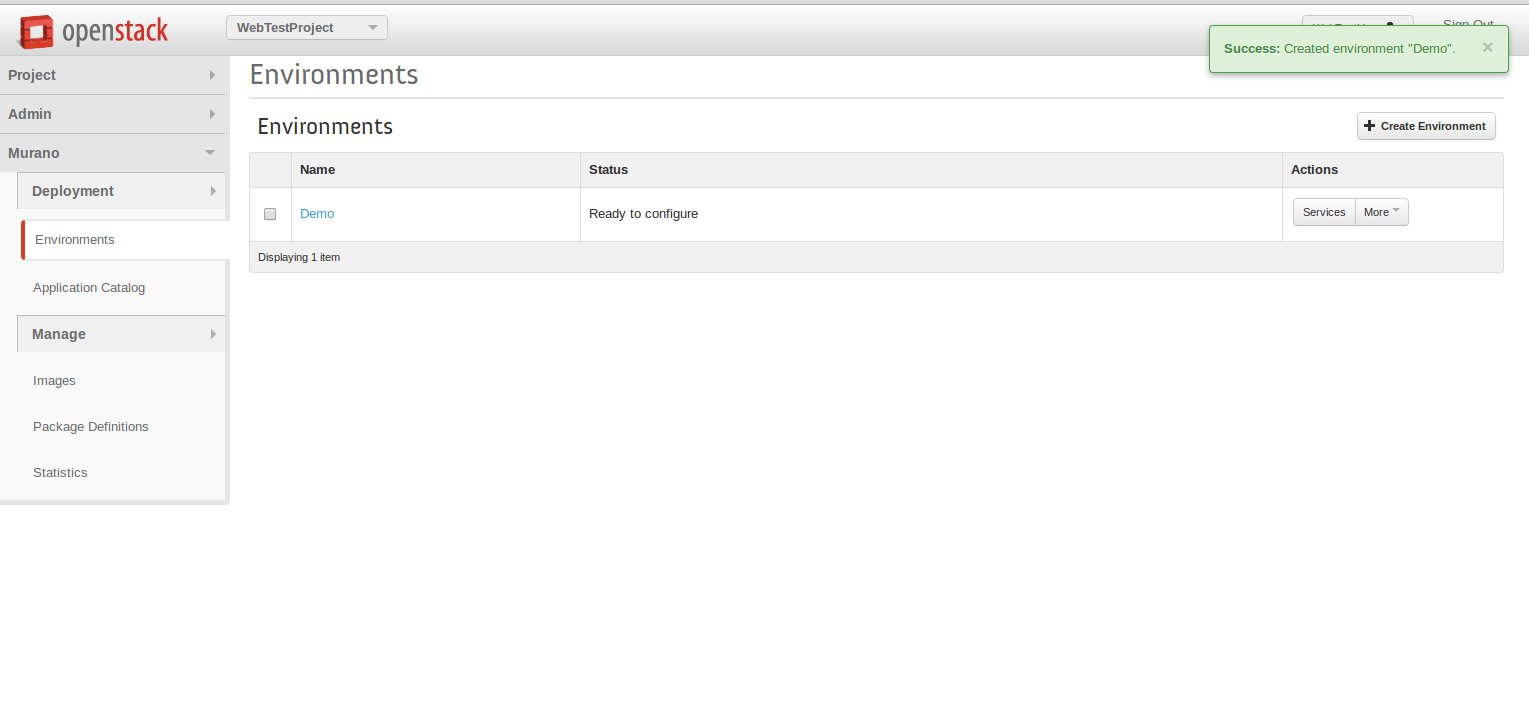 openstack
WebTestProject
Sign Out
Success: Created environment "Demo". ×
Project
Admin
Murano
Deployment
Environments
Application Catalog
Manage
Images
Package Definitions
Statistics
Environments
Environments
Create Environment
Name Status Actions
Demo Ready to configure Services More
Displaying 1 item